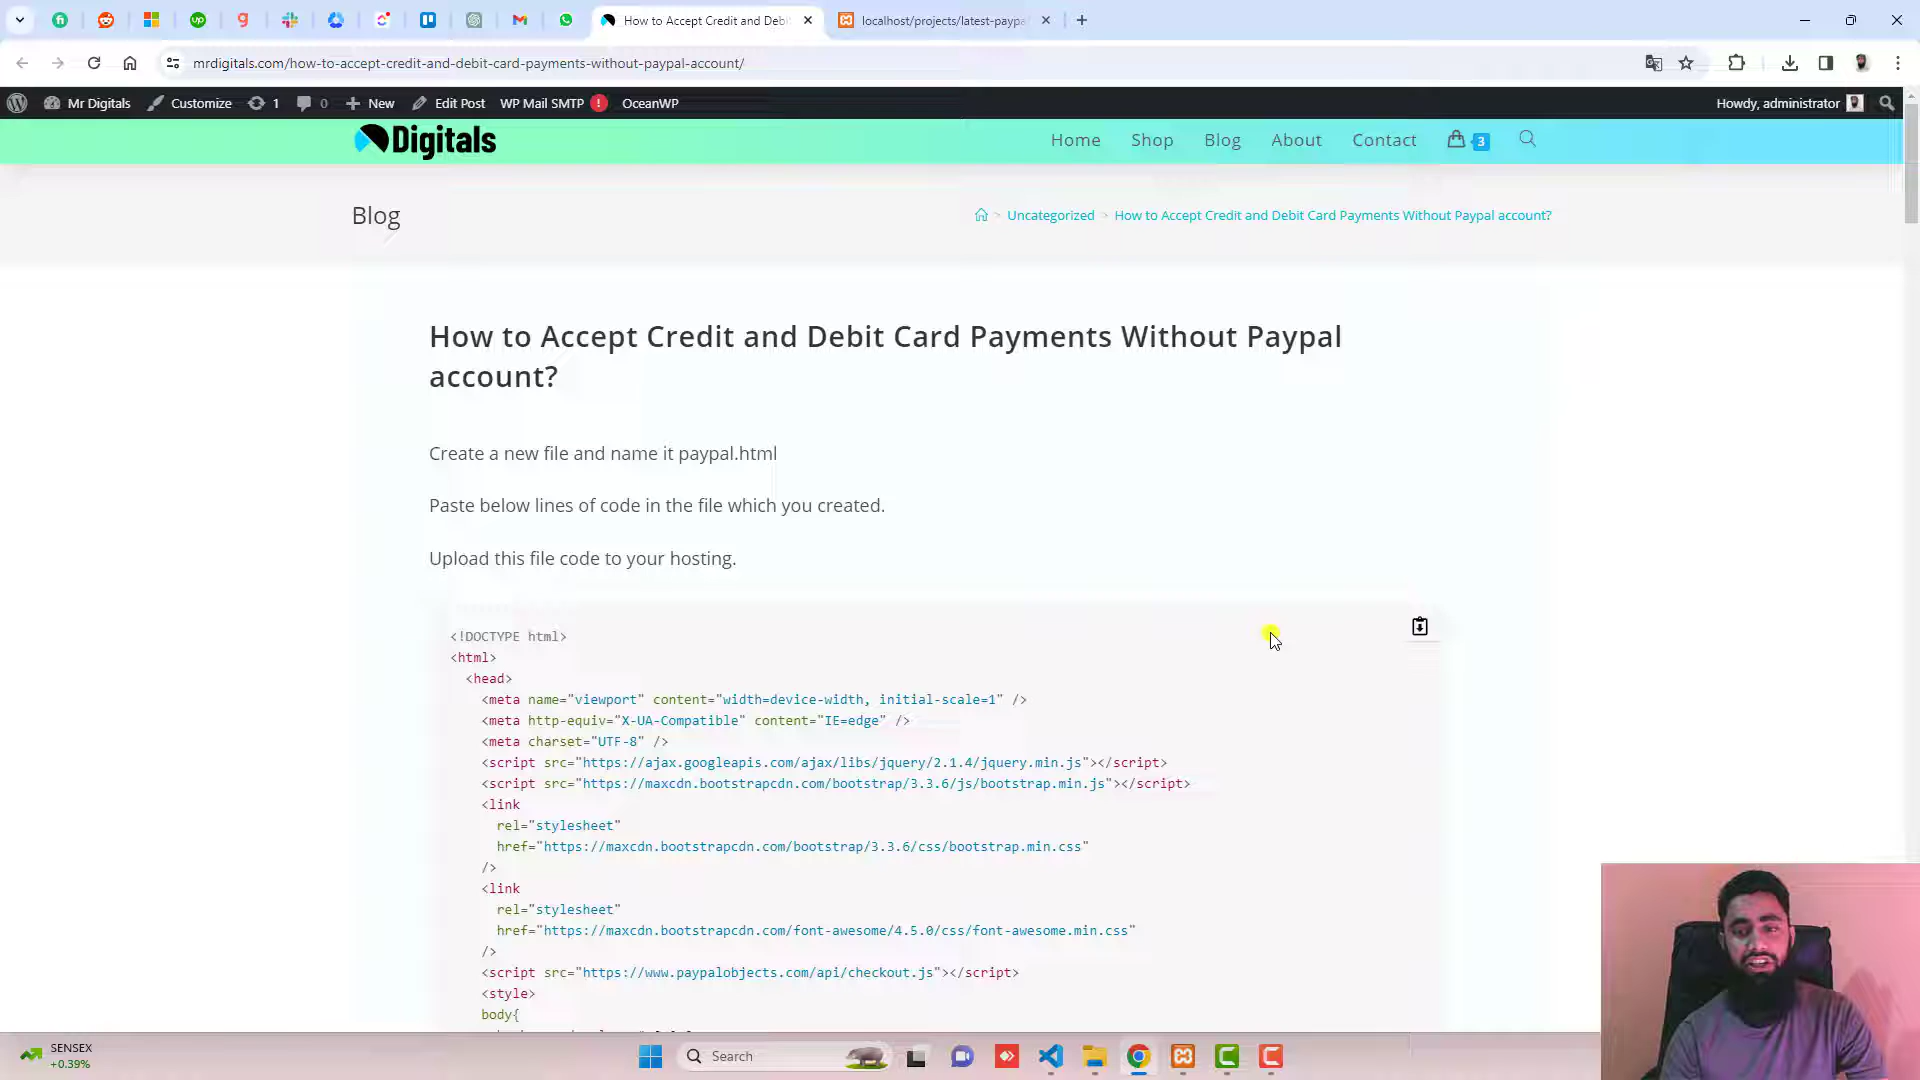 How to Accept Credit and Debi
localhost/projects/latest-paypa
mrdigitals.com/how-to-accept-credit-and-debit-card-payments-without-paypal-account/
Mr Digitals Customize 1 0 New Edit Post WP Mail SMTP ! OceanWP Howdy, administrator
Digitals Home Shop Blog About Contact 3
Blog > Uncategorized > How to Accept Credit and Debit Card Payments Without Paypal account?
How to Accept Credit and Debit Card Payments Without Paypal
account?
Create a new file and name it paypal.html
Paste below lines of code in the file which you created.
Upload this file code to your hosting.
<!DOCTYPE html>
<html>
<head>
<meta name="viewport" content="width=device-width, initial-scale=1" />
<meta http-equiv="X-UA-Compatible" content="IE=edge" />
<meta charset="UTF-8" />
<script src="https://ajax.googleapis.com/ajax/libs/jquery/2.1.4/jquery.min.js"></script>
<script src="https://maxcdn.bootstrapcdn.com/bootstrap/3.3.6/js/bootstrap.min.js"></script>
<link
rel="stylesheet"
href="https://maxcdn.bootstrapcdn.com/bootstrap/3.3.6/css/bootstrap.min.css"
/>
<link
rel="stylesheet"
href="https://maxcdn.bootstrapcdn.com/font-awesome/4.5.0/css/font-awesome.min.css"
/>
<script src="https://www.paypalobjects.com/api/checkout.js"></script>
<style>
body{
SENSEX
+0.39%
Search